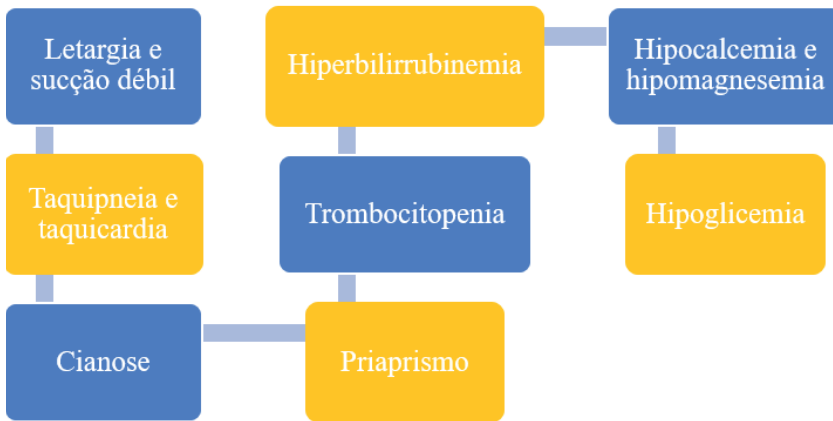 Letargia e
sucção débil
Taquipneia e
taquicardia
Cianose
Priaprismo
Trombocitopenia
Hiperbilirrubinemia
Hipocalcemia e
hipomagnesemia
Hipoglicemia